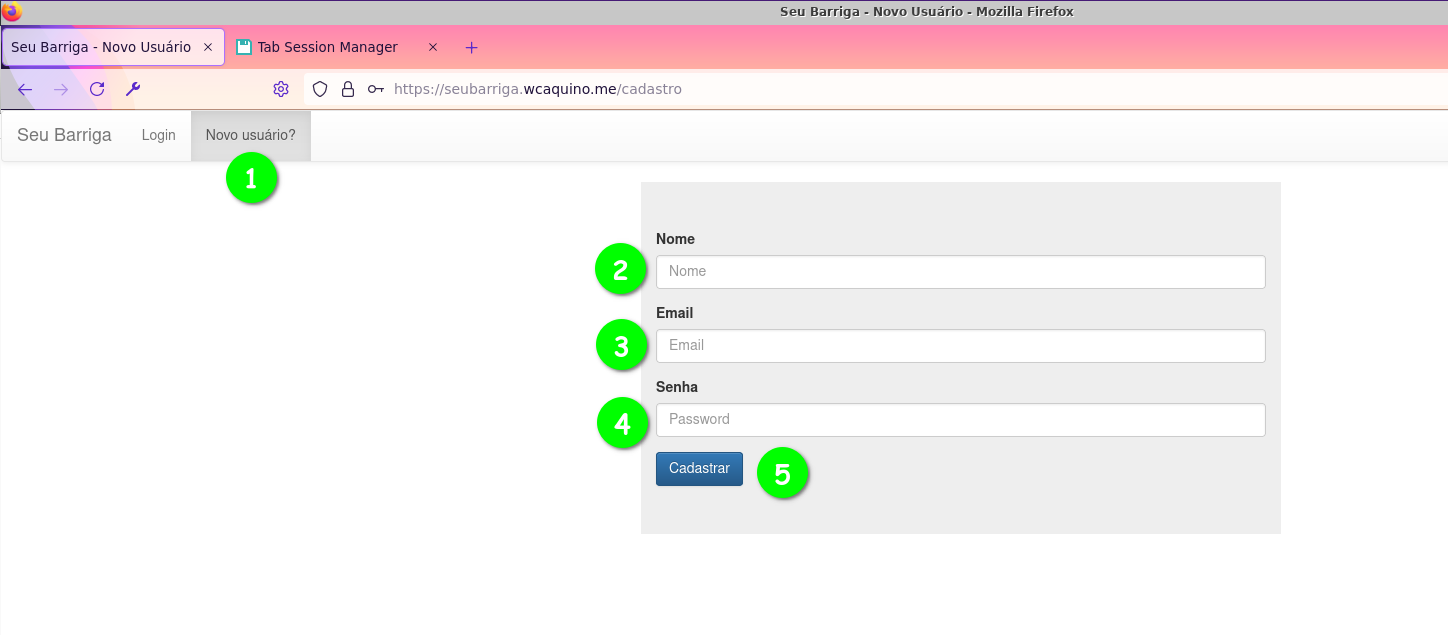 Seu Barriga - Novo Usuário - Mozilla Firefox
Seu Barriga - Novo Usuário
Tab Session Manager
https://seubarriga.wcaquino.me/cadastro
Seu Barriga Login Novo usuário?
1
Nome
2 Nome
Email
3 Email
Senha
4 Password
Cadastrar 5